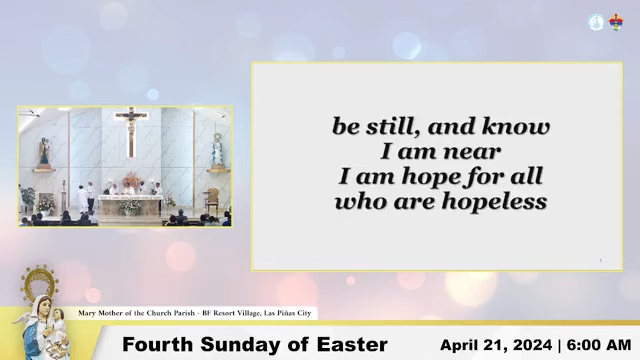 be still, and know
I am near
I am hope for all
who are hopeless
Mary Mother of the Church Parish - BF Resort Village, Las Piñas City
Fourth Sunday of Easter
April 21, 2024 | 6:00 AM